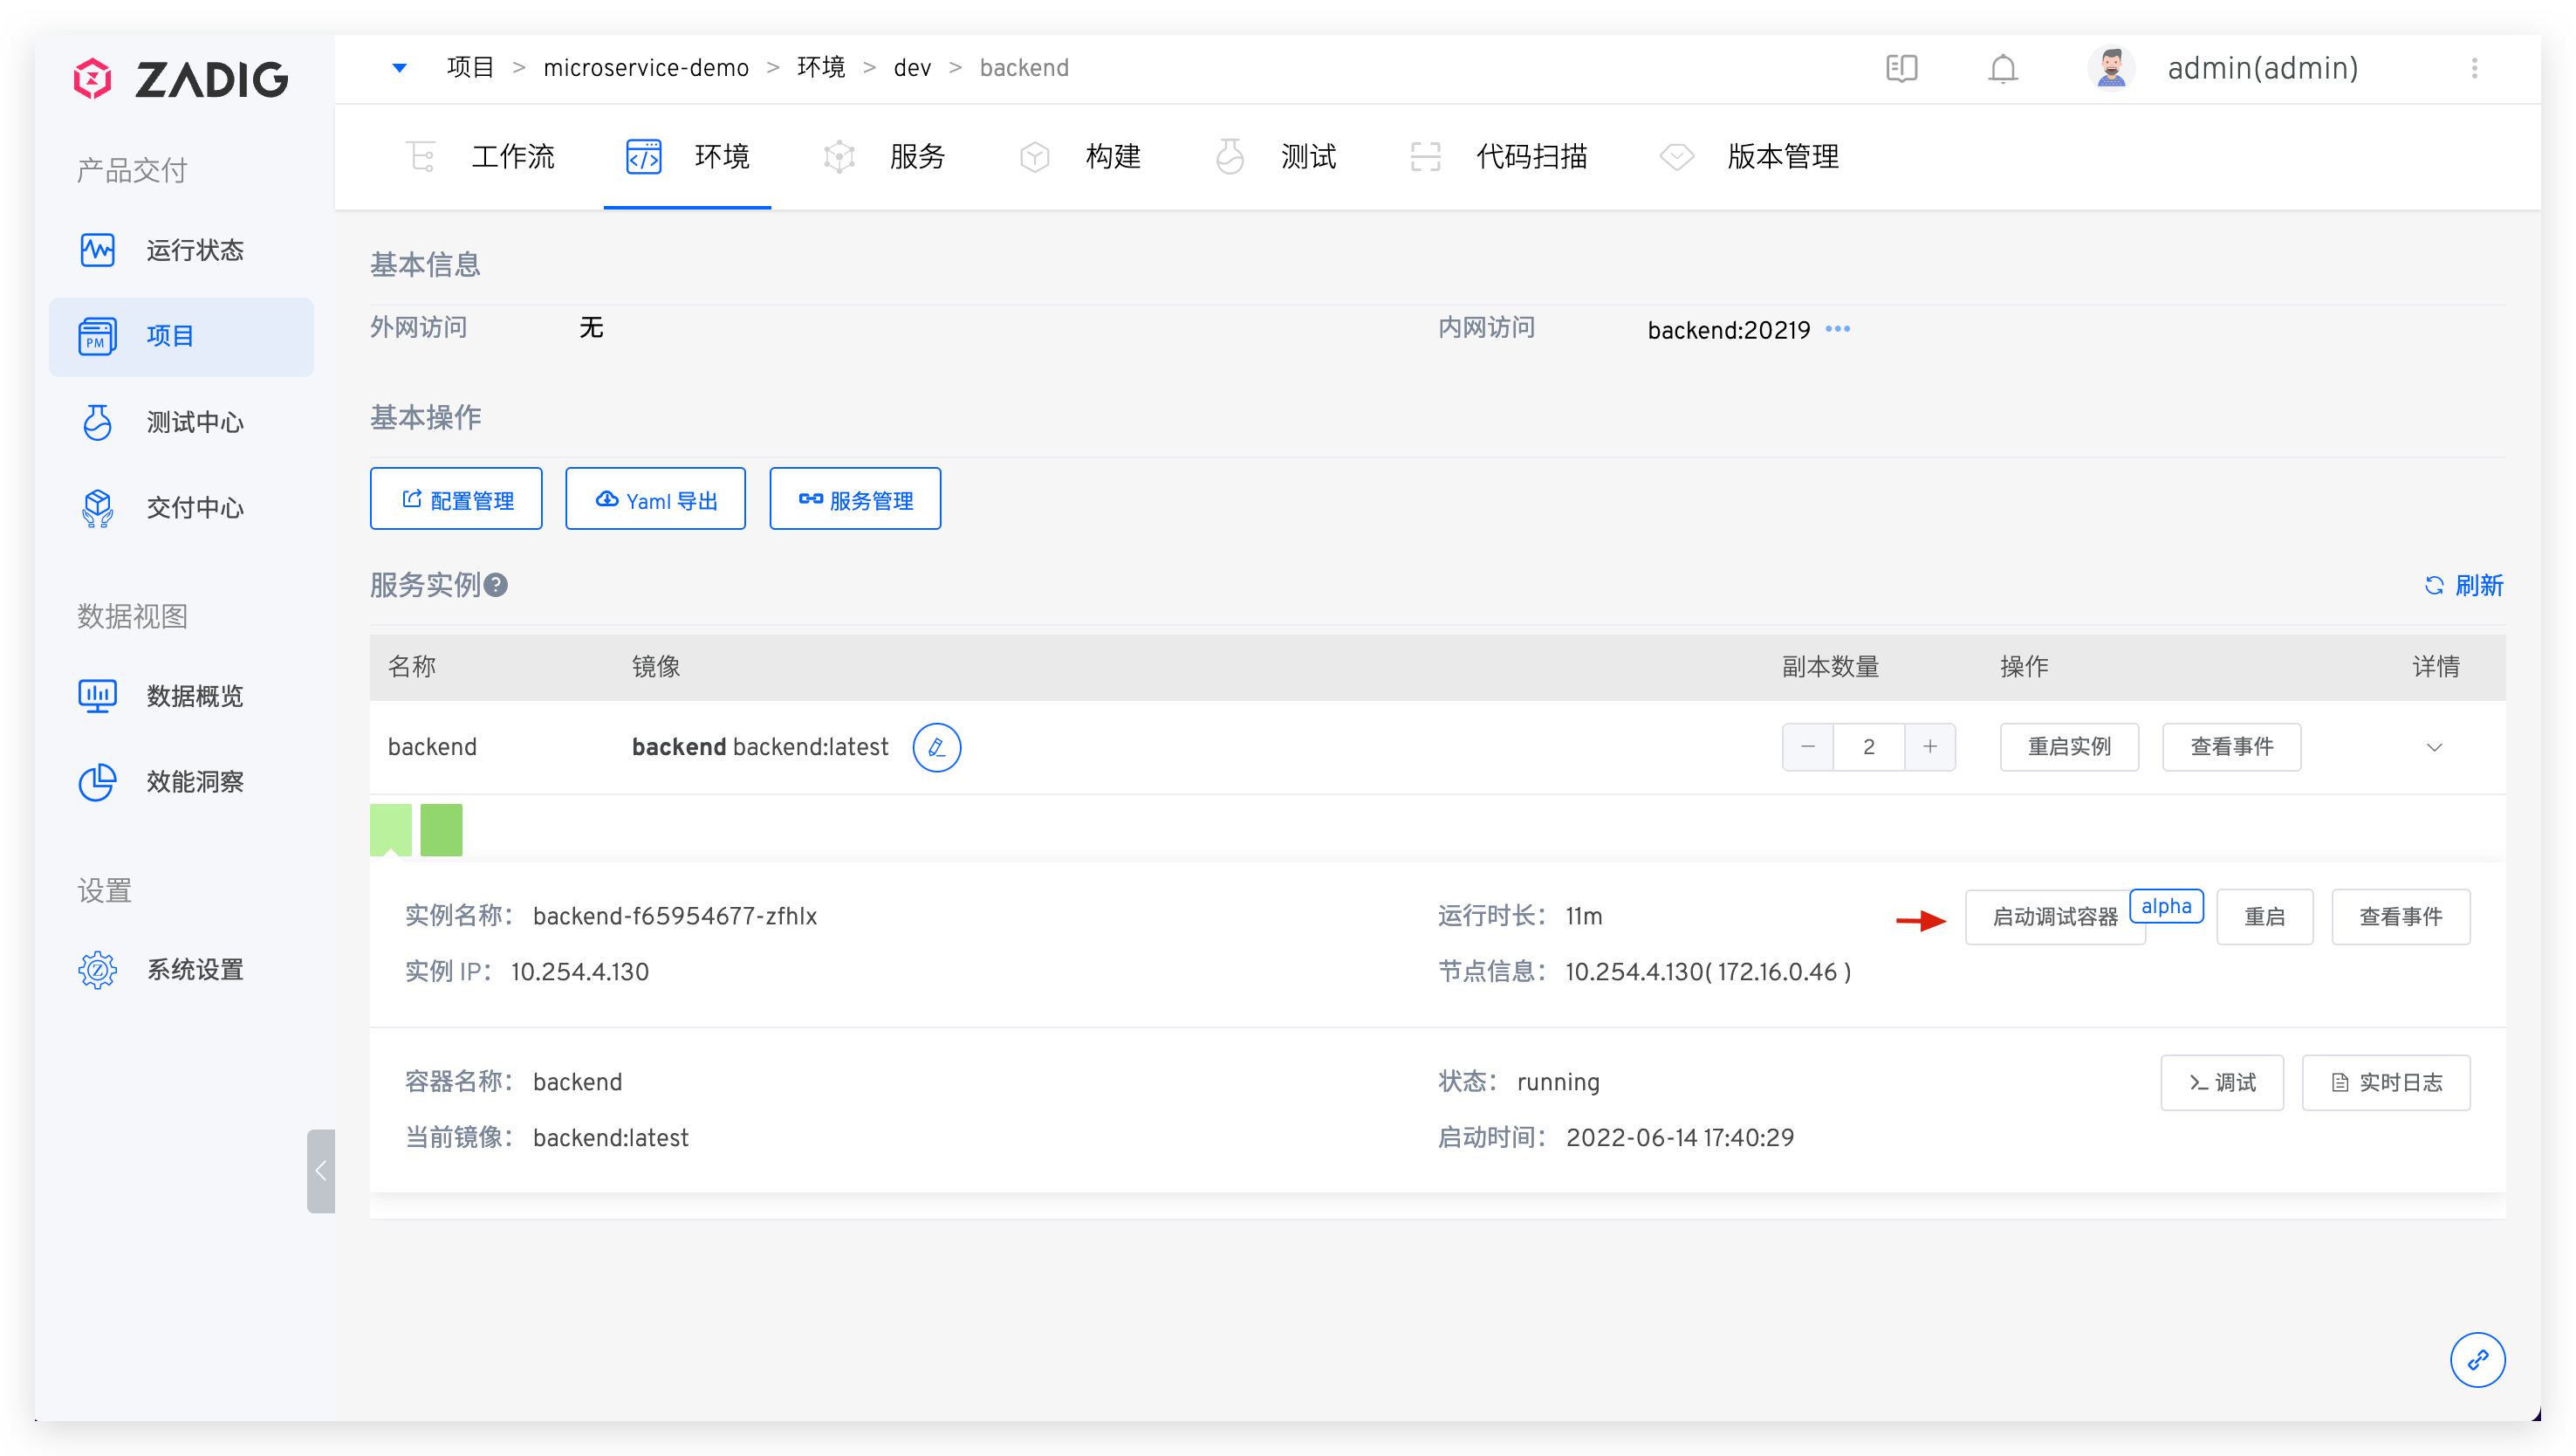 ZADIG
项目 > microservice-demo > 环境 > dev > backend
admin(admin)
工作流 环境 服务 构建 测试 代码扫描 版本管理
产品交付
运行状态
PM 项目
测试中心
交付中心
数据视图
数据概览
效能洞察
设置
系统设置
基本信息
外网访问 无 内网访问 backend:20219 •••
基本操作
配置管理 Yaml 导出 服务管理
服务实例? 刷新
名称 镜像 副本数量 操作 详情
backend backend backend:latest − 2 + 重启实例 查看事件
实例名称： backend-f65954677-zfhlx 运行时长： 11m 启动调试容器 alpha 重启 查看事件
实例 IP： 10.254.4.130 节点信息： 10.254.4.130( 172.16.0.46 )
容器名称： backend 状态： running >_ 调试 实时日志
当前镜像： backend:latest 启动时间： 2022-06-14 17:40:29